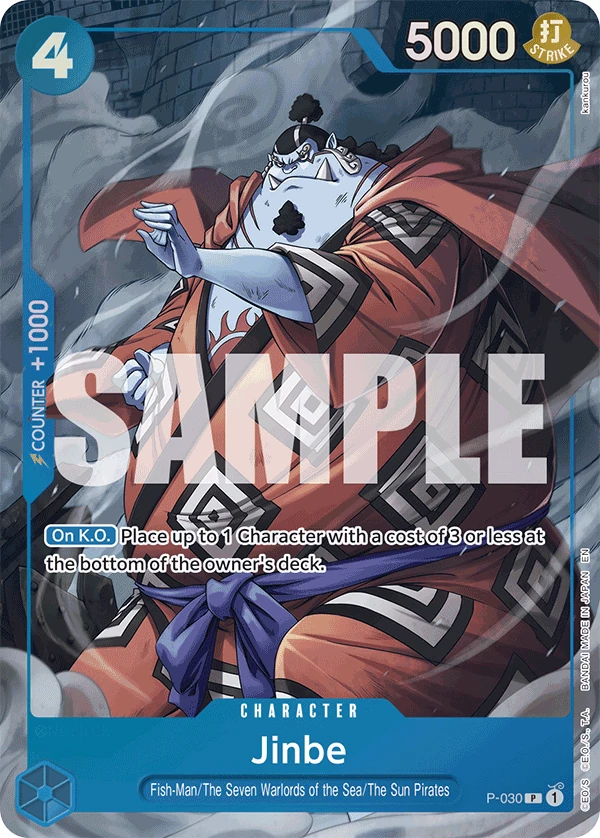 4
5000
打
STRIKE
kankurou
COUNTER +1000
SAMPLE
On K.O. Place up to 1 Character with a cost of 3 or less at
the bottom of the owner's deck.
CHARACTER
Jinbe
Fish-Man/The Seven Warlords of the Sea/The Sun Pirates
P-030 P 1
©E.O/S ©E.O./S., T.A. BANDAI MADE IN JAPAN EN